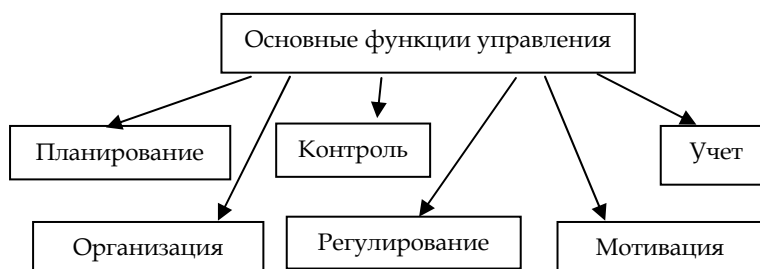 Основные функции управления
Планирование
Контроль
Учет
Организация
Регулирование
Мотивация